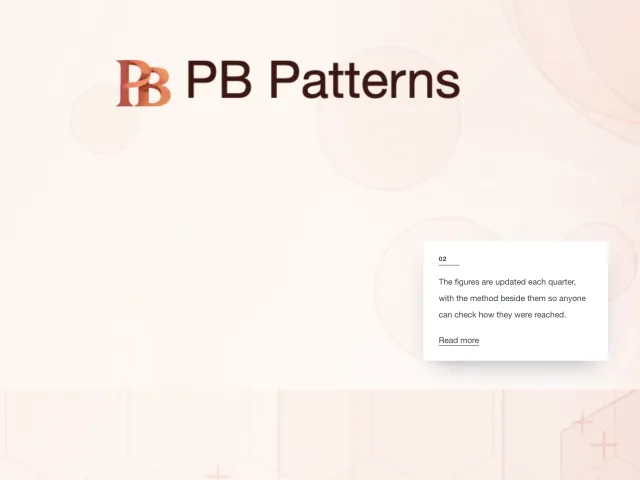 PB PB Patterns
02
The figures are updated each quarter,
with the method beside them so anyone
can check how they were reached.
Read more